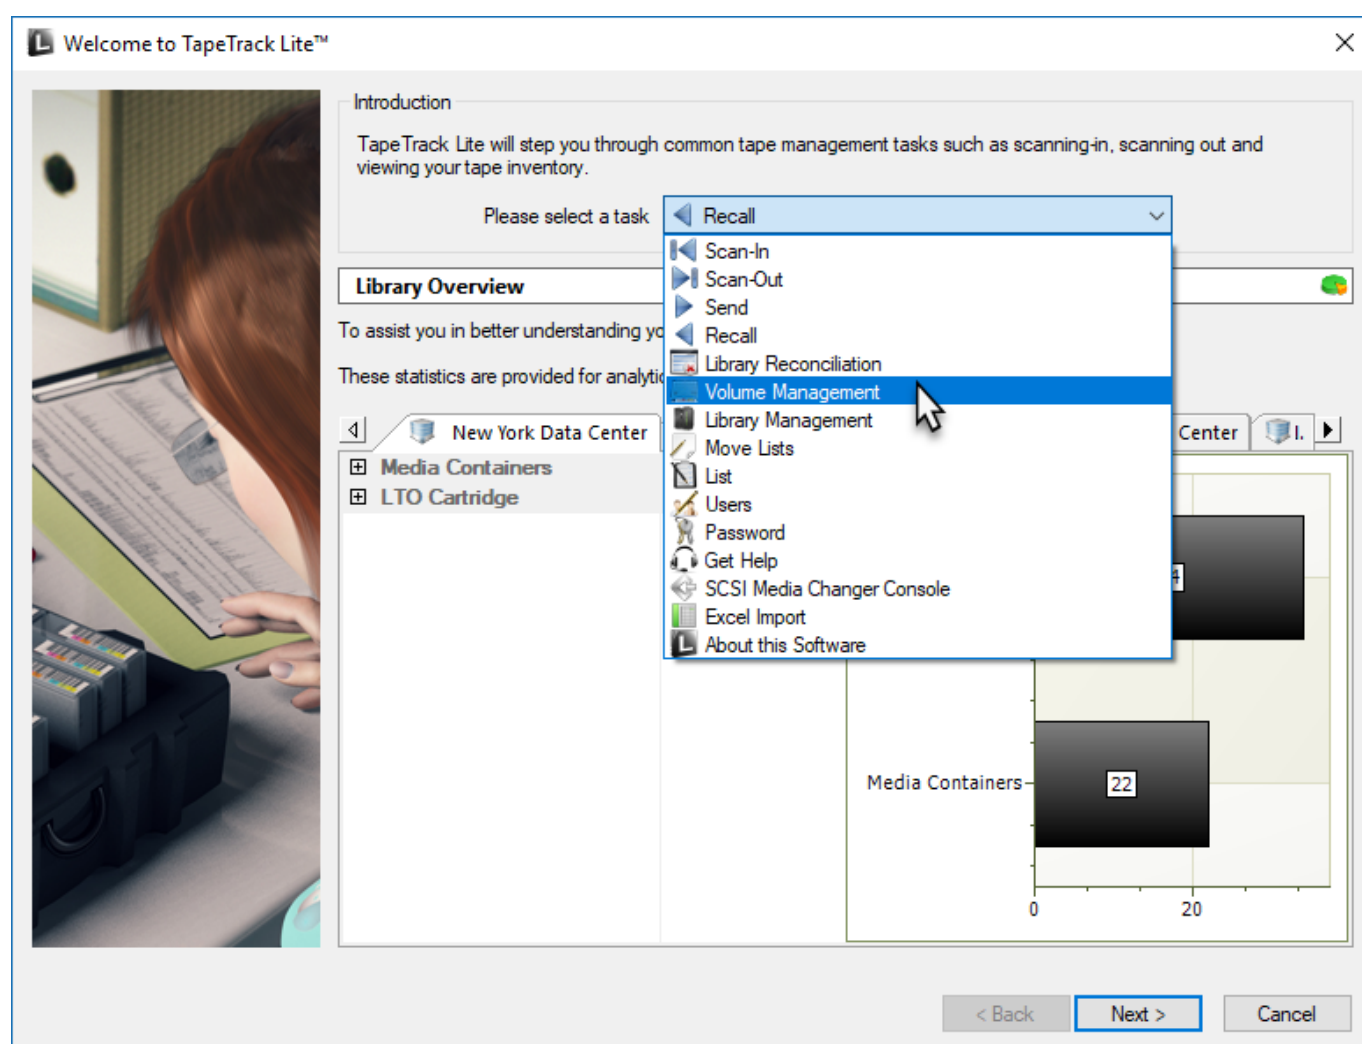 Welcome to TapeTrack Lite™
Introduction
TapeTrack Lite will step you through common tape management tasks such as scanning-in, scanning out and
viewing your tape inventory.
Please select a task
Recall
Scan-In
Scan-Out
Send
Recall
Library Reconciliation
Volume Management
Library Management
Move Lists
List
Users
Password
Get Help
SCSI Media Changer Console
Excel Import
About this Software
Library Overview
To assist you in better understanding
These statistics are provided for
New York Data Center
Center
I.
Media Containers
LTO Cartridge
4
Media Containers
22
0
20
< Back
Next >
Cancel